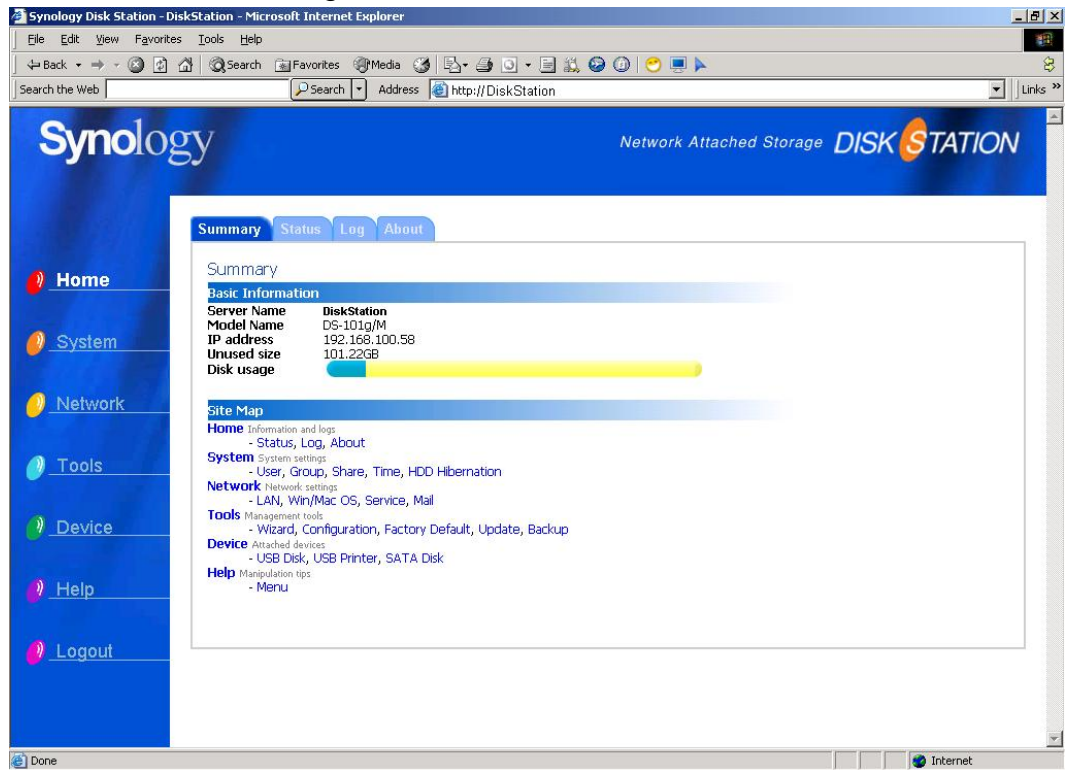 Synology Disk Station - DiskStation - Microsoft Internet Explorer
File Edit View Favorites Tools Help
Back Search Favorites Media
Search the Web Search Address http://DiskStation Links »
Synology Network Attached Storage DISK STATION
Summary Status Log About
Home
System
Network
Tools
Device
Help
Logout
Summary
Basic Information
Server Name DiskStation
Model Name DS-101g/M
IP address 192.168.100.58
Unused size 101.22GB
Disk usage
Site Map
Home Information and logs
- Status, Log, About
System System settings
- User, Group, Share, Time, HDD Hibernation
Network Network settings
- LAN, Win/Mac OS, Service, Mail
Tools Management tools
- Wizard, Configuration, Factory Default, Update, Backup
Device Attached devices
- USB Disk, USB Printer, SATA Disk
Help Manipulation tips
- Menu
Done Internet